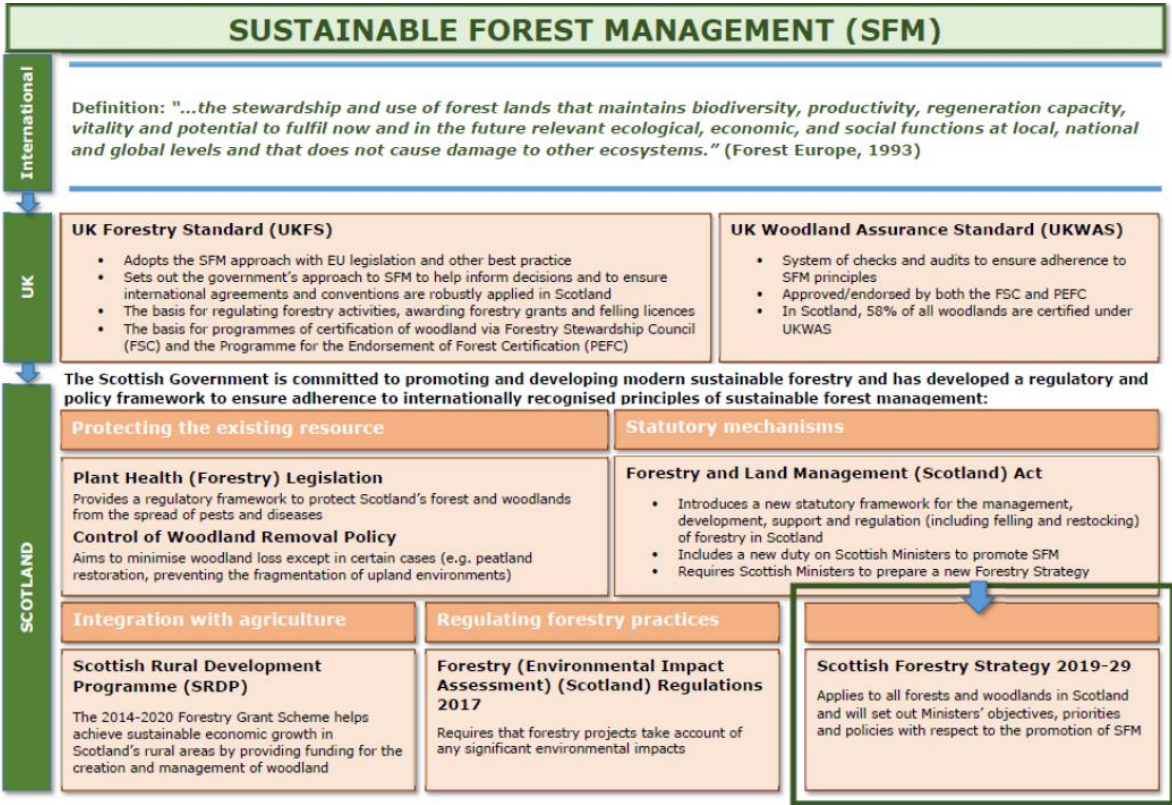 SUSTAINABLE FOREST MANAGEMENT (SFM)
International
Definition: "...the stewardship and use of forest lands that maintains biodiversity, productivity, regeneration capacity,
vitality and potential to fulfil now and in the future relevant ecological, economic, and social functions at local, national
and global levels and that does not cause damage to other ecosystems." (Forest Europe, 1993)
UK
UK Forestry Standard (UKFS)
• Adopts the SFM approach with EU legislation and other best practice
• Sets out the government's approach to SFM to help inform decisions and to ensure
international agreements and conventions are robustly applied in Scotland
• The basis for regulating forestry activities, awarding forestry grants and felling licences
• The basis for programmes of certification of woodland via Forestry Stewardship Council
(FSC) and the Programme for the Endorsement of Forest Certification (PEFC)
UK Woodland Assurance Standard (UKWAS)
• System of checks and audits to ensure adherence to
SFM principles
• Approved/endorsed by both the FSC and PEFC
• In Scotland, 58% of all woodlands are certified under
UKWAS
SCOTLAND
The Scottish Government is committed to promoting and developing modern sustainable forestry and has developed a regulatory and
policy framework to ensure adherence to internationally recognised principles of sustainable forest management:
Protecting the existing resource
Plant Health (Forestry) Legislation
Provides a regulatory framework to protect Scotland's forest and woodlands
from the spread of pests and diseases
Control of Woodland Removal Policy
Aims to minimise woodland loss except in certain cases (e.g. peatland
restoration, preventing the fragmentation of upland environments)
Statutory mechanisms
Forestry and Land Management (Scotland) Act
• Introduces a new statutory framework for the management,
development, support and regulation (including felling and restocking)
of forestry in Scotland
• Includes a new duty on Scottish Ministers to promote SFM
• Requires Scottish Ministers to prepare a new Forestry Strategy
Integration with agriculture
Scottish Rural Development
Programme (SRDP)
The 2014-2020 Forestry Grant Scheme helps
achieve sustainable economic growth in
Scotland's rural areas by providing funding for the
creation and management of woodland
Regulating forestry practices
Forestry (Environmental Impact
Assessment) (Scotland) Regulations
2017
Requires that forestry projects take account of
any significant environmental impacts
Scottish Forestry Strategy 2019-29
Applies to all forests and woodlands in Scotland
and will set out Ministers' objectives, priorities
and policies with respect to the promotion of SFM